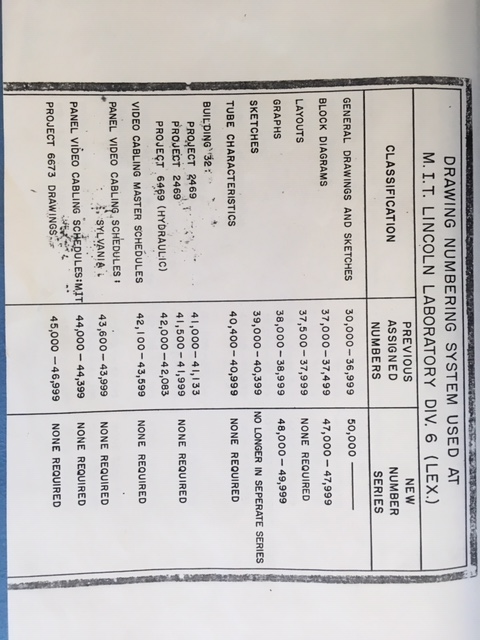 DRAWING NUMBERING SYSTEM USED AT
M.I.T. LINCOLN LABORATORY DIV. 6 (LEX.)
CLASSIFICATION PREVIOUS ASSIGNED NUMBERS NEW NUMBER SERIES
GENERAL DRAWINGS AND SKETCHES 30,000-36,999 50,000 ———
BLOCK DIAGRAMS 37,000-37,499 47,000-47,999
LAYOUTS 37,500-37,999 NONE REQUIRED
GRAPHS 38,000-38,999 48,000-49,999
SKETCHES 39,000-40,399 NO LONGER IN SEPERATE SERIES
TUBE CHARACTERISTICS 40,400-40,999 NONE REQUIRED
BUILDING 32:
PROJECT 2469 41,000-41,133
PROJECT 2469 41,500-41,999 NONE REQUIRED
PROJECT 6469 (HYDRAULIC) 42,000-42,083
VIDEO CABLING MASTER SCHEDULES 42,100-43,599 NONE REQUIRED
PANEL VIDEO CABLING SCHEDULES:
SYLVANIA 43,600-43,999 NONE REQUIRED
PANEL VIDEO CABLING SCHEDULES:MIT 44,000-44,399 NONE REQUIRED
PROJECT 6673 DRAWINGS 45,000-46,999 NONE REQUIRED